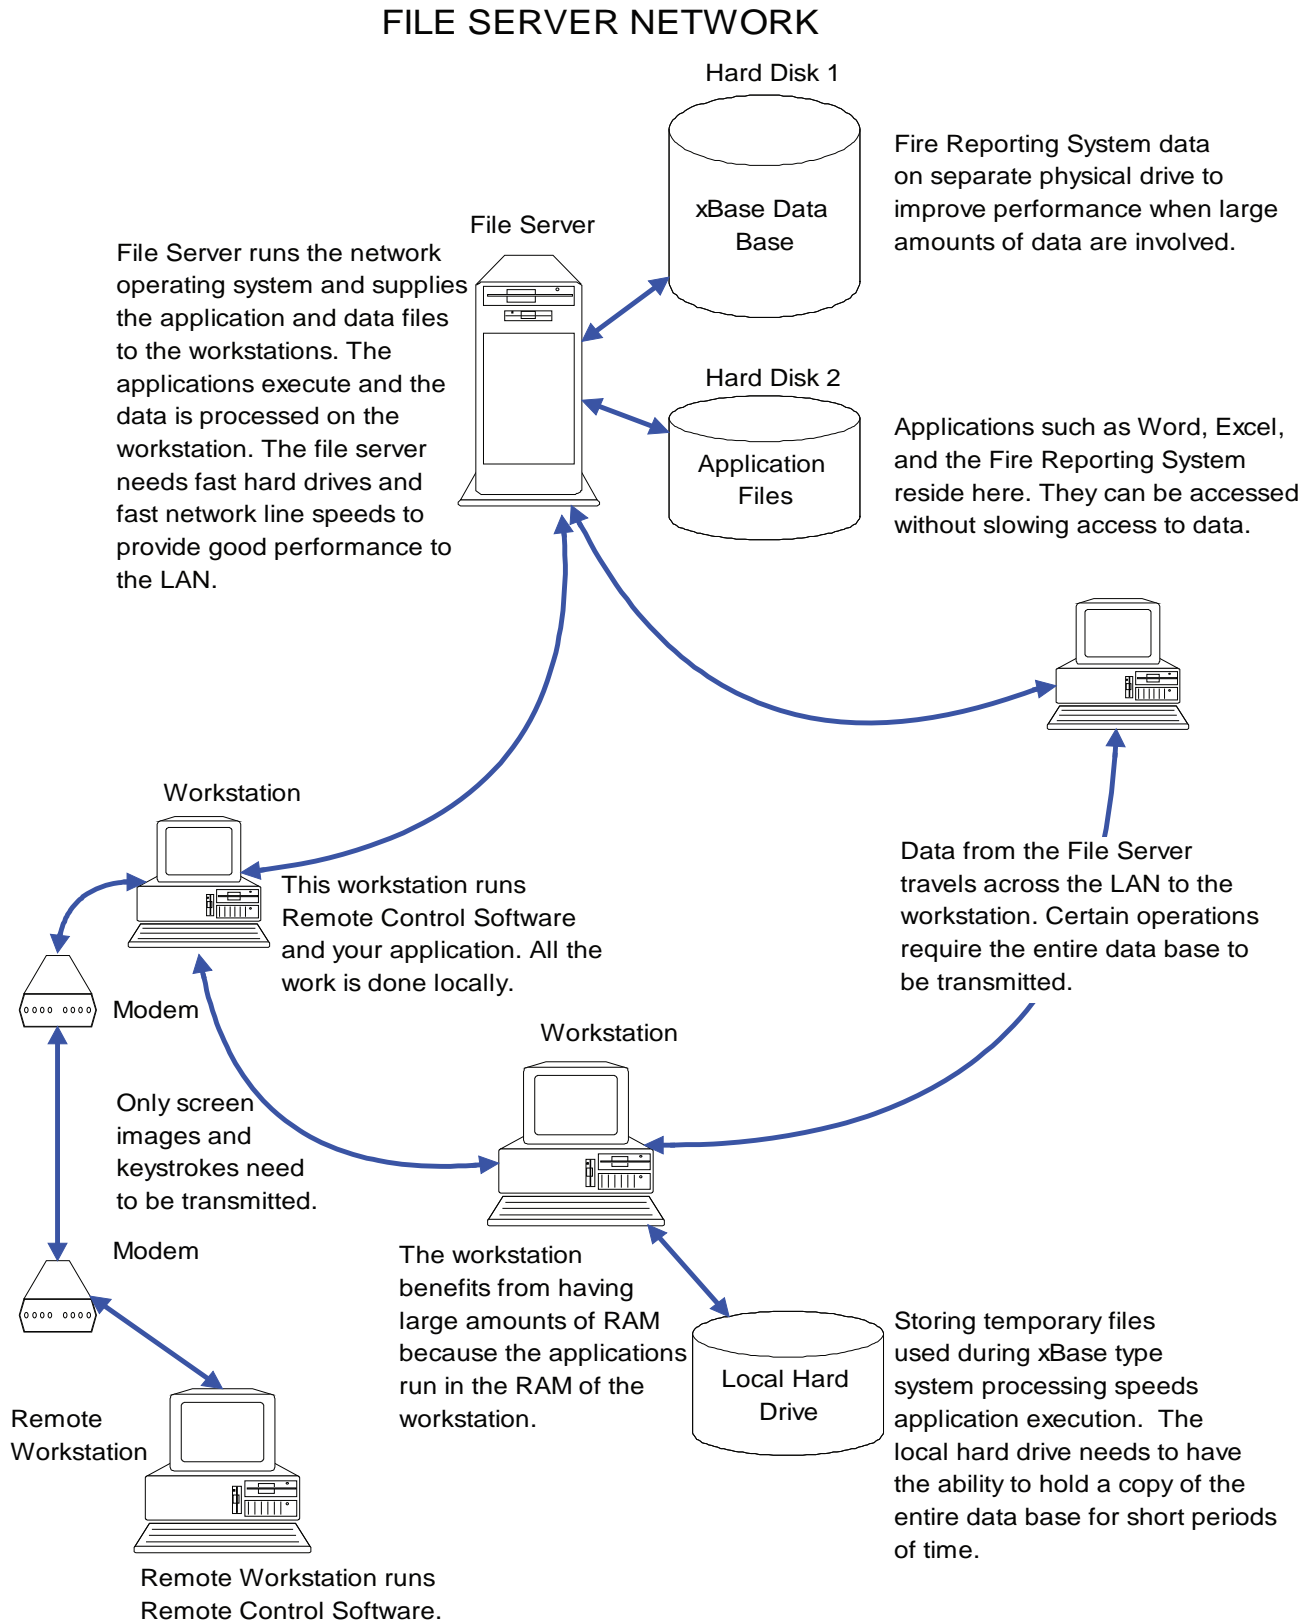 FILE SERVER NETWORK
Hard Disk 1
xBase Data
Base
Fire Reporting System data
on separate physical drive to
improve performance when large
amounts of data are involved.
File Server
File Server runs the network
operating system and supplies
the application and data files
to the workstations. The
applications execute and the
data is processed on the
workstation. The file server
needs fast hard drives and
fast network line speeds to
provide good performance to
the LAN.
Hard Disk 2
Application
Files
Applications such as Word, Excel,
and the Fire Reporting System
reside here. They can be accessed
without slowing access to data.
Workstation
This workstation runs
Remote Control Software
and your application. All the
work is done locally.
Data from the File Server
travels across the LAN to the
workstation. Certain operations
require the entire data base to
be transmitted.
Modem
Workstation
Only screen
images and
keystrokes need
to be transmitted.
Modem
The workstation
benefits from having
large amounts of RAM
because the applications
run in the RAM of the
workstation.
Local Hard
Drive
Storing temporary files
used during xBase type
system processing speeds
application execution.  The
local hard drive needs to have
the ability to hold a copy of the
entire data base for short periods
of time.
Remote
Workstation
Remote Workstation runs
Remote Control Software.